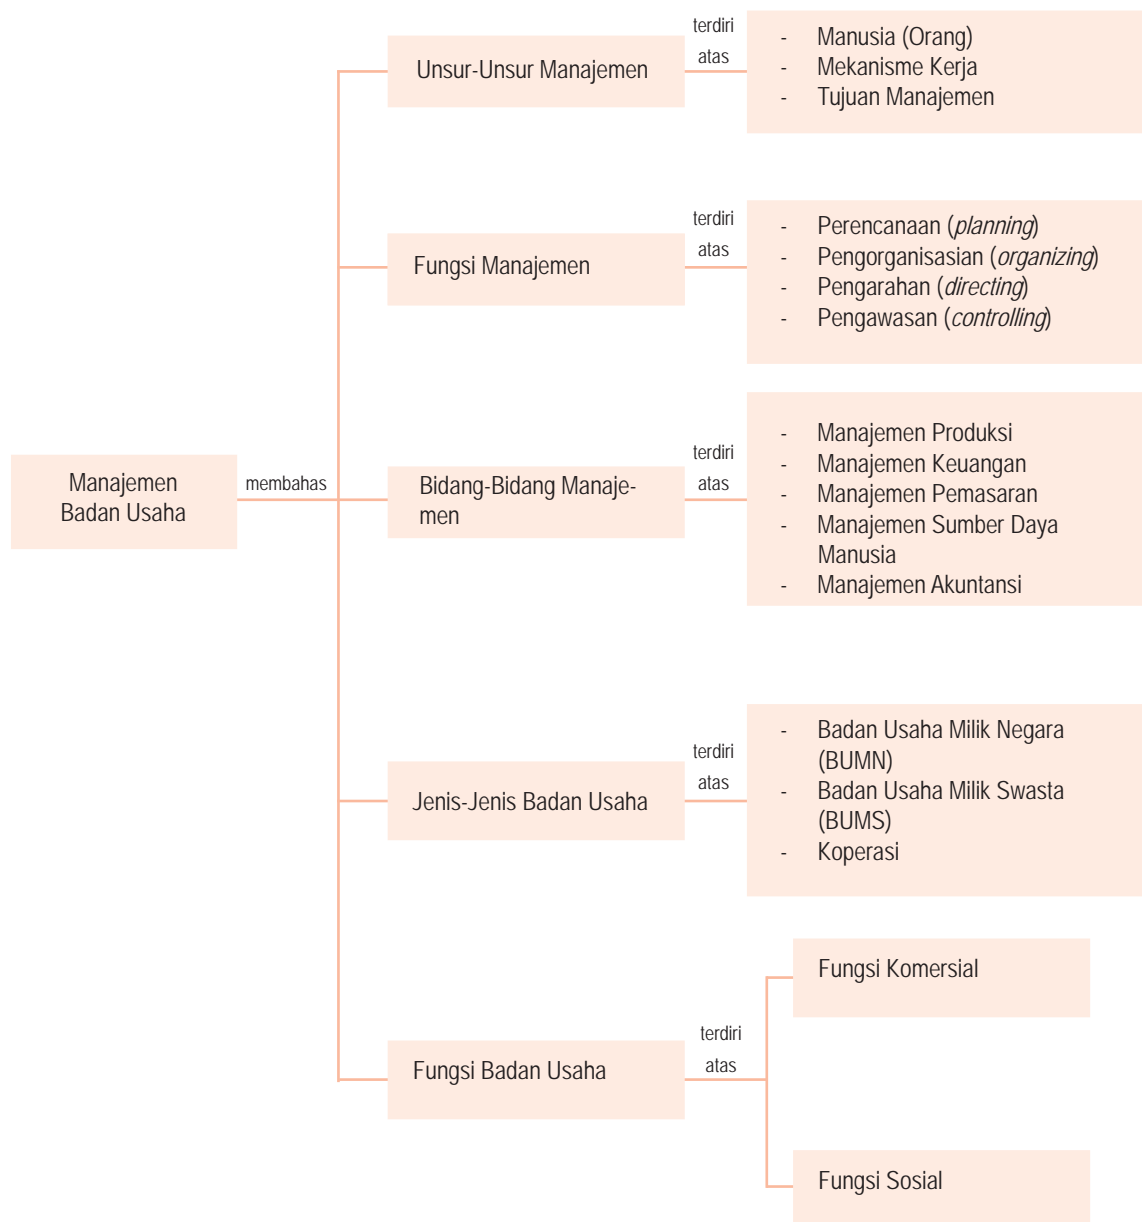 Manajemen
Badan Usaha
membahas
Unsur-Unsur Manajemen
terdiri
atas
- Manusia (Orang)
- Mekanisme Kerja
- Tujuan Manajemen
Fungsi Manajemen
terdiri
atas
- Perencanaan (planning)
- Pengorganisasian (organizing)
- Pengarahan (directing)
- Pengawasan (controlling)
Bidang-Bidang Manaje-
men
terdiri
atas
- Manajemen Produksi
- Manajemen Keuangan
- Manajemen Pemasaran
- Manajemen Sumber Daya
Manusia
- Manajemen Akuntansi
Jenis-Jenis Badan Usaha
terdiri
atas
- Badan Usaha Milik Negara
(BUMN)
- Badan Usaha Milik Swasta
(BUMS)
- Koperasi
Fungsi Badan Usaha
terdiri
atas
Fungsi Komersial
Fungsi Sosial